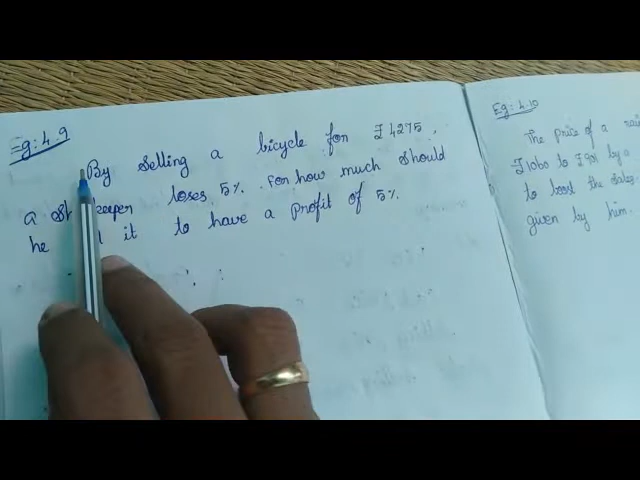 Eg: 4.9
By selling a bicycle for ₹4275,
a keeper loses 5%. For how much should
he it to have a profit of 5%.
Eg: 4.10
The price of a
₹1060 to by a
to boost the sales.
given by him.